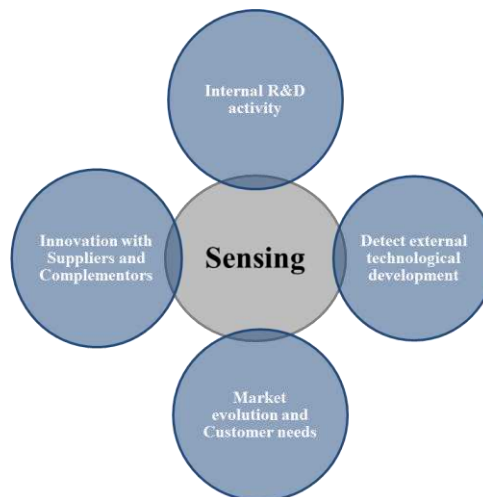 Internal R&D
activity
Innovation with
Suppliers and
Complementors
Sensing
Detect external
technological
development
Market
evolution and
Customer needs